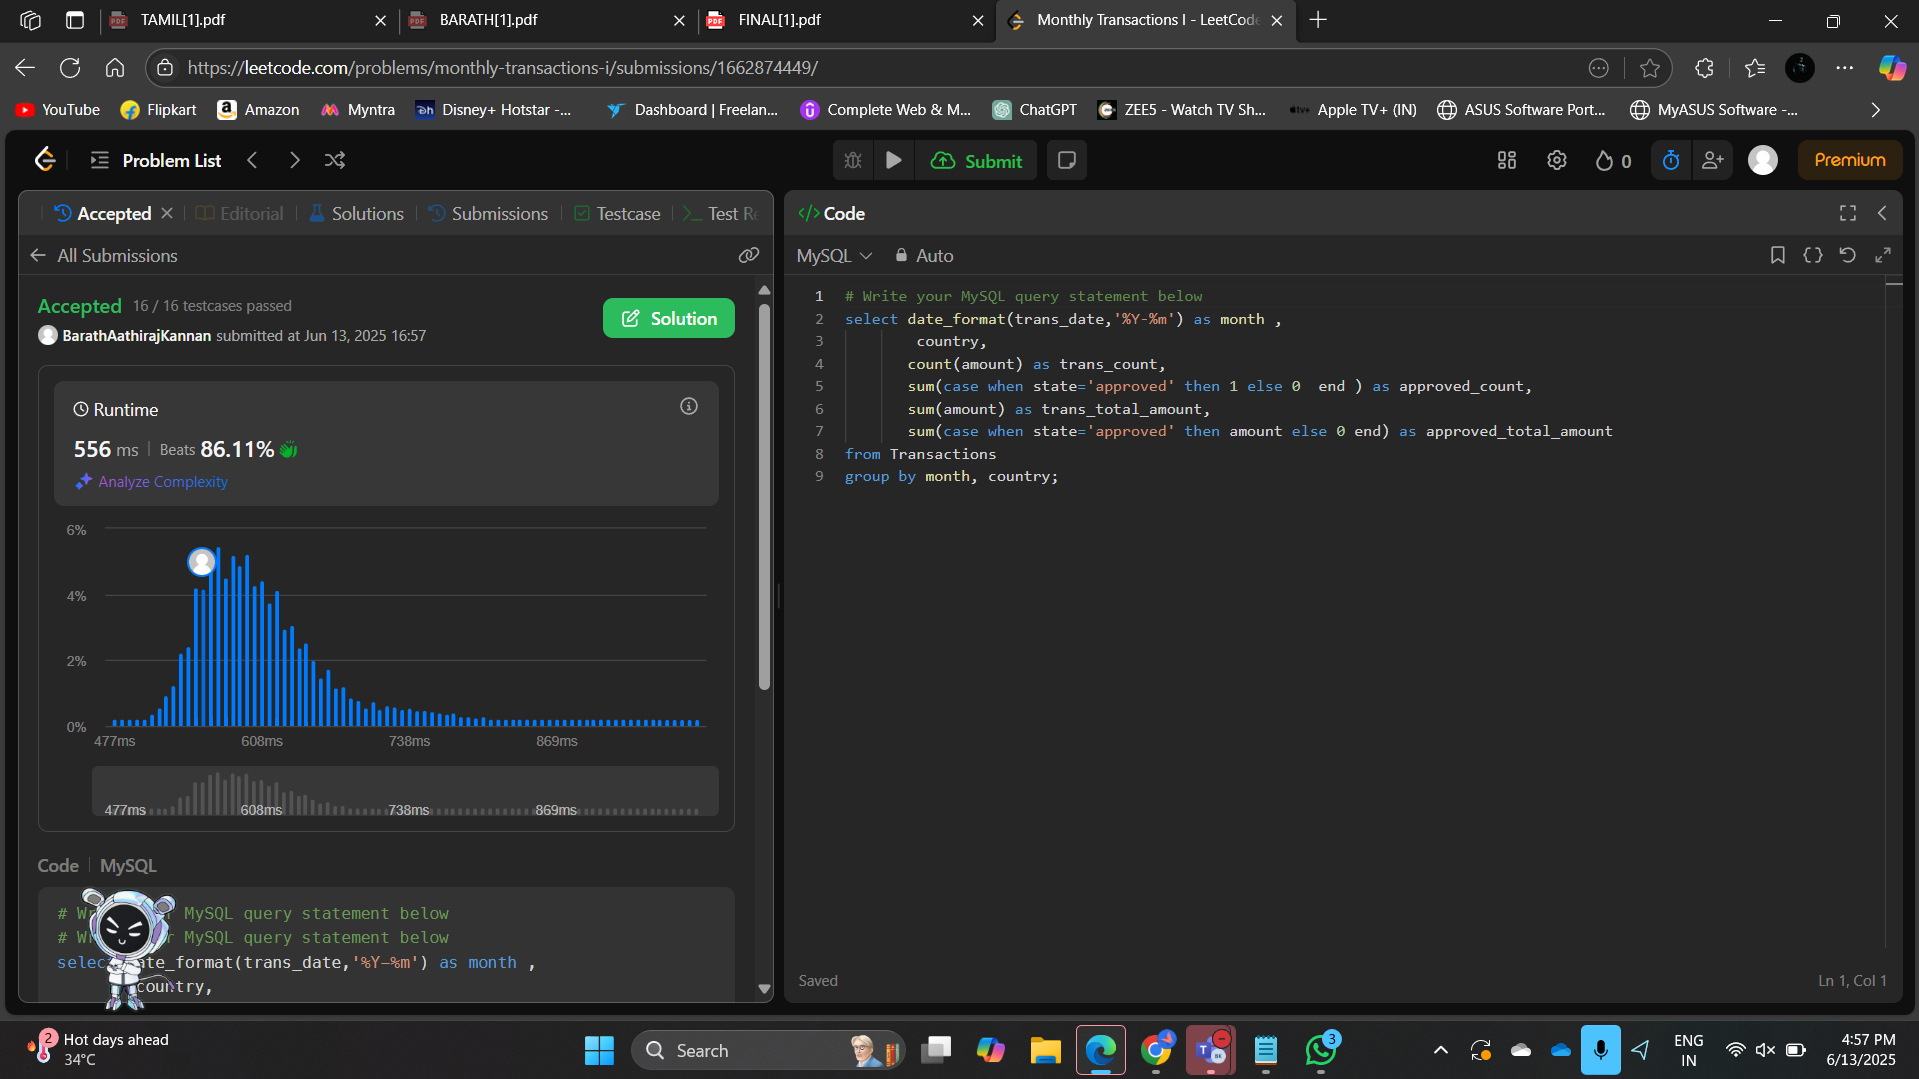 TAMIL[1].pdf
BARATH[1].pdf
FINAL[1].pdf
Monthly Transactions I - LeetCode
https://leetcode.com/problems/monthly-transactions-i/submissions/1662874449/
YouTube Flipkart Amazon Myntra Disney+ Hotstar -... Dashboard | Freelan... Complete Web & M... ChatGPT ZEE5 - Watch TV Sh... Apple TV+ (IN) ASUS Software Port... MyASUS Software -...
Problem List
Submit
0
Premium
Accepted Editorial Solutions Submissions Testcase Test Re
All Submissions
Accepted 16 / 16 testcases passed
BarathAathirajKannan submitted at Jun 13, 2025 16:57
Solution
Runtime
556 ms | Beats 86.11%
Analyze Complexity
6%
4%
2%
0%
477ms 608ms 738ms 869ms
477ms 608ms 738ms 869ms
Code | MySQL
# Wr MySQL query statement below
# Wr MySQL query statement below
selec ate_format(trans_date,'%Y-%m') as month ,
country,
</> Code
MySQL Auto
1 # Write your MySQL query statement below
2 select date_format(trans_date,'%Y-%m') as month ,
3 country,
4 count(amount) as trans_count,
5 sum(case when state='approved' then 1 else 0 end ) as approved_count,
6 sum(amount) as trans_total_amount,
7 sum(case when state='approved' then amount else 0 end) as approved_total_amount
8 from Transactions
9 group by month, country;
Saved
Ln 1, Col 1
2
Hot days ahead
34°C
Search
3
ENG
IN
4:57 PM
6/13/2025